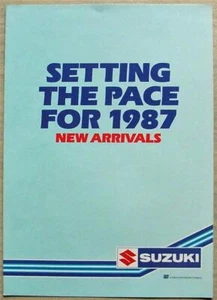 SETTING
THE PACE
FOR 1987
NEW ARRIVALS
SUZUKI